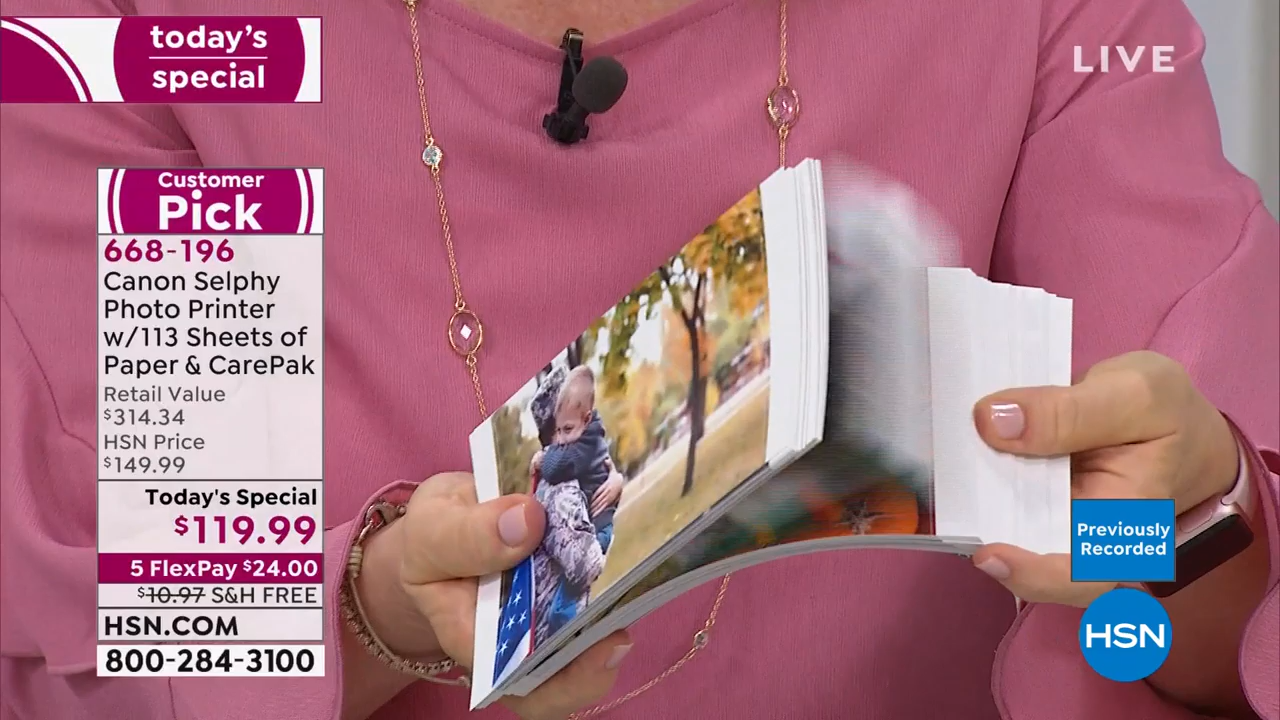 today's
special
LIVE
Customer
Pick
668-196
Canon Selphy
Photo Printer
w/113 Sheets of
Paper & CarePak
Retail Value
$314.34
HSN Price
$149.99
Today's Special
$119.99
5 FlexPay $24.00
$10.97 S&H FREE
HSN.COM
800-284-3100
Previously
Recorded
HSN